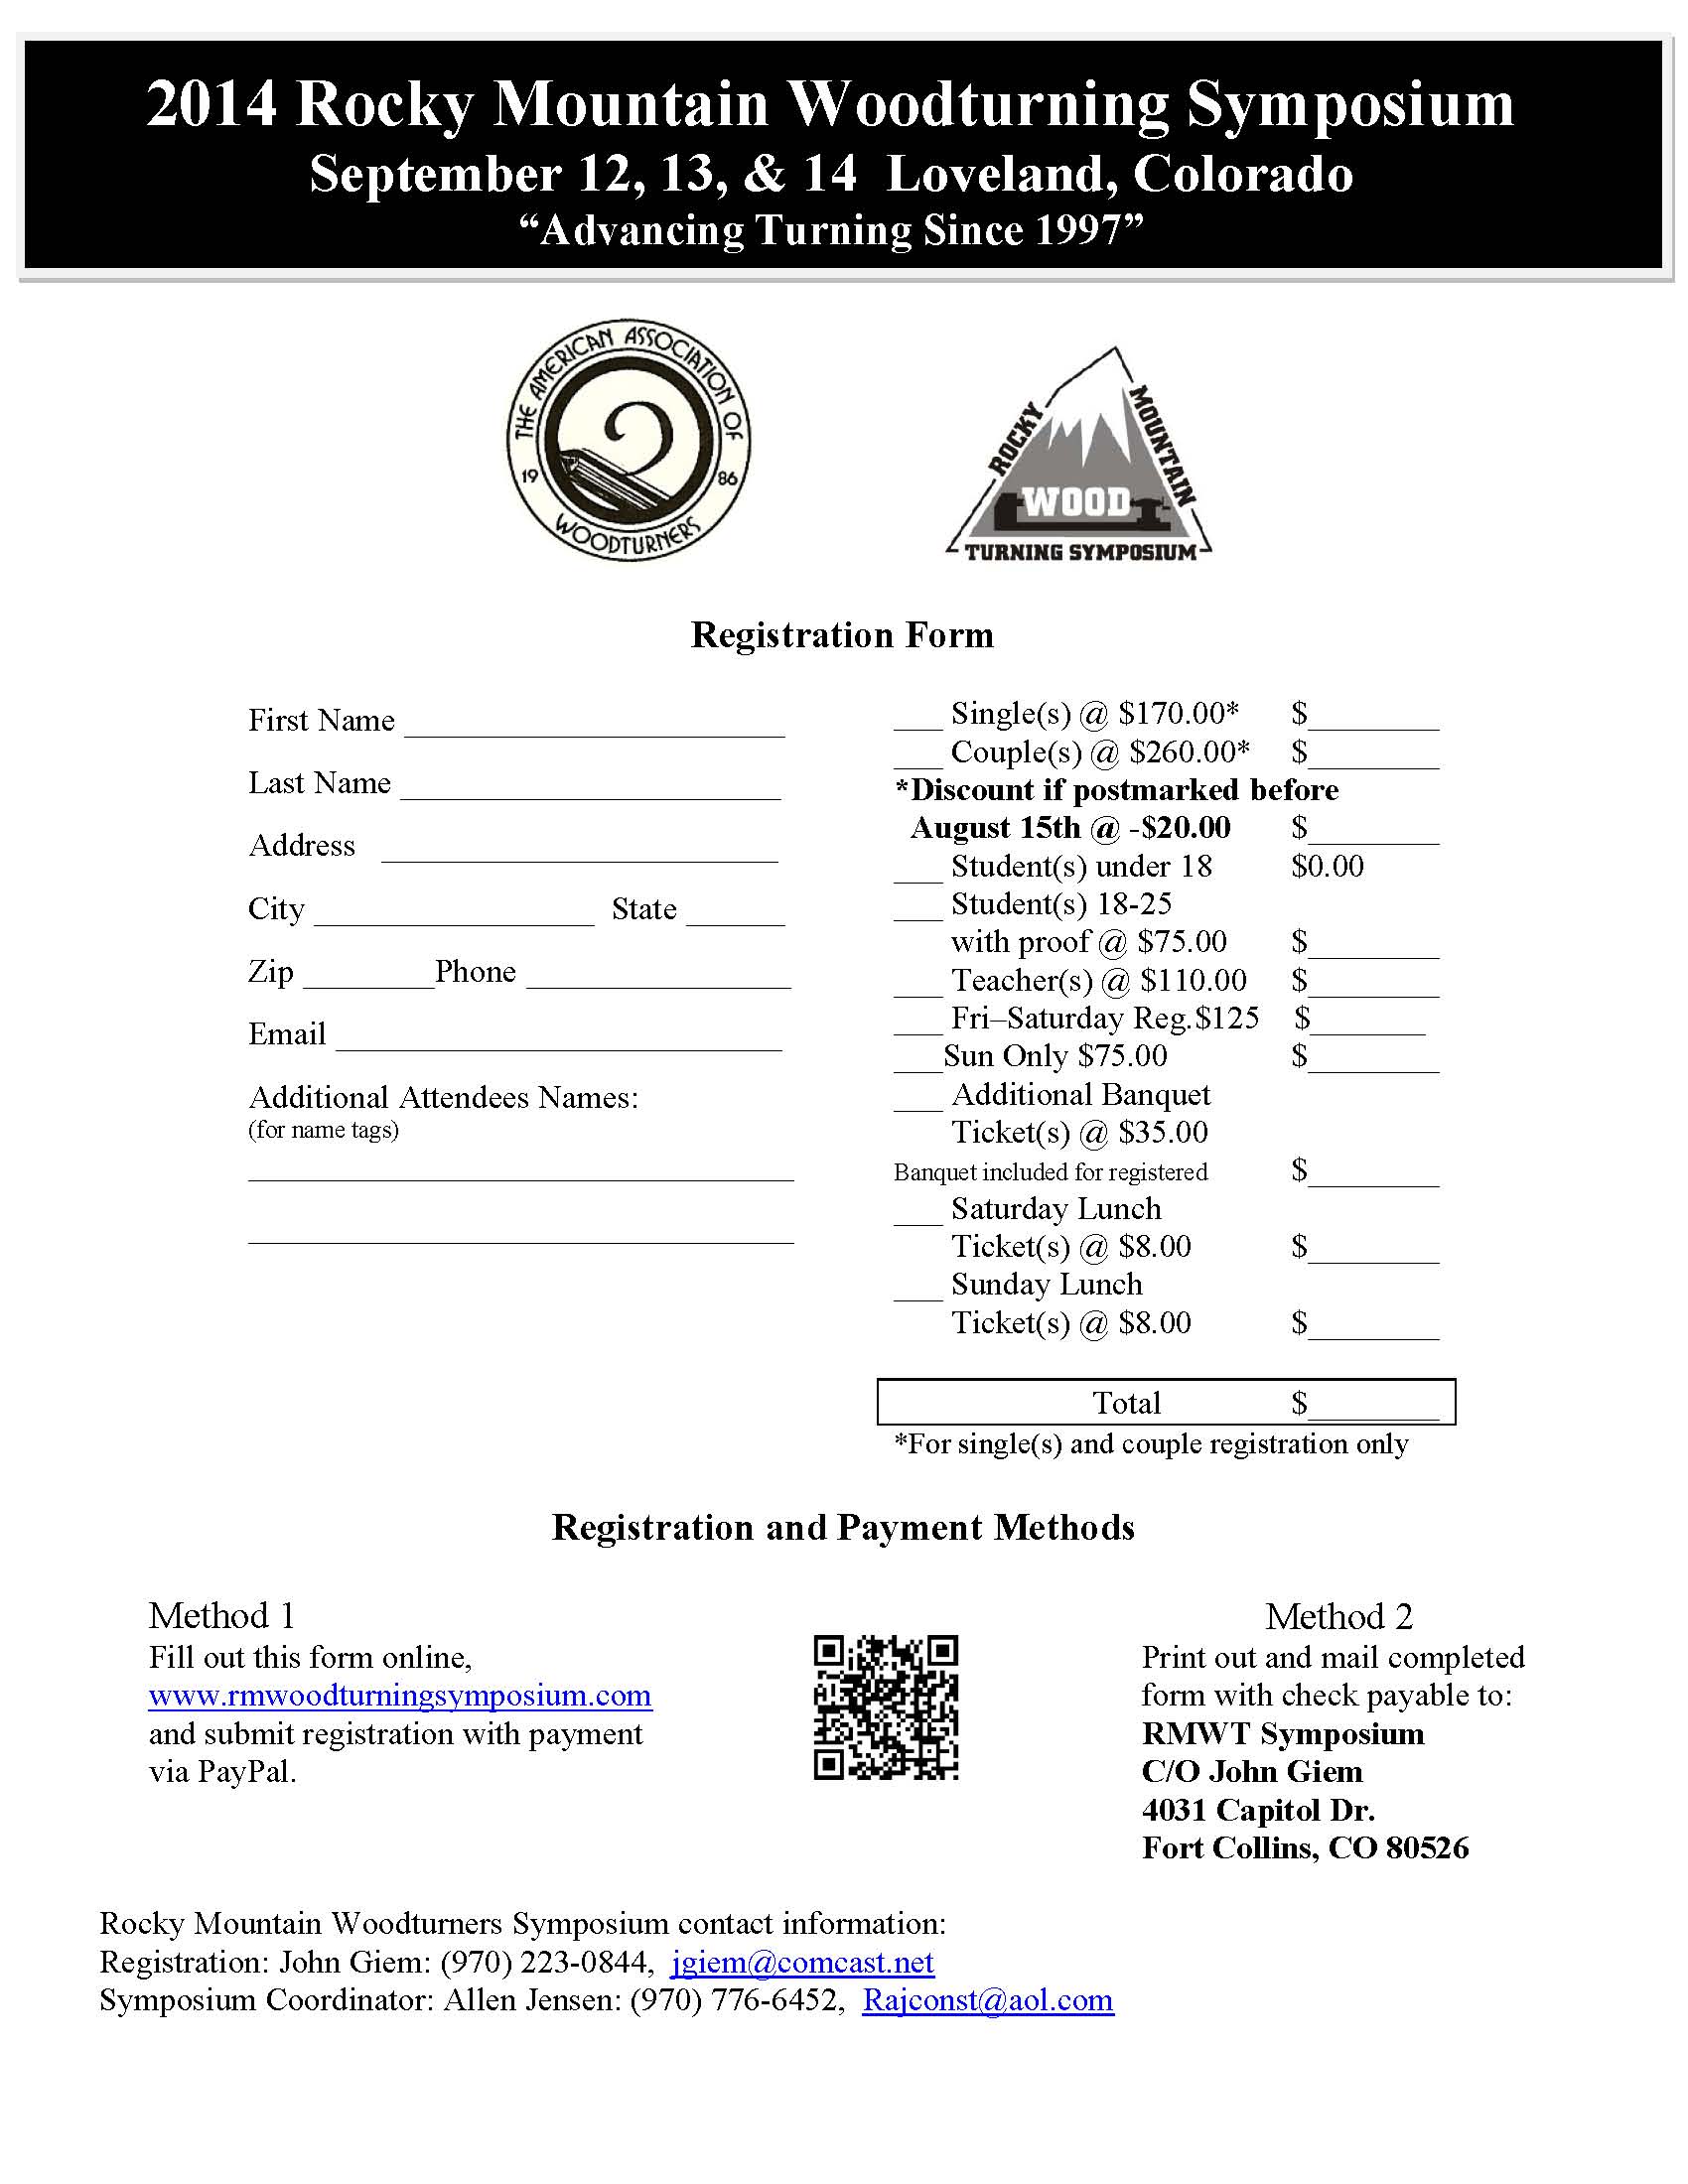 2014 Rocky Mountain Woodturning Symposium
September 12, 13, & 14 Loveland, Colorado
“Advancing Turning Since 1997”
THE AMERICAN ASSOCIATION OF
19 86
WOODTURNERS
ROCKY MOUNTAIN
WOOD
TURNING SYMPOSIUM
Registration Form
First Name _______________________
Last Name _______________________
Address ________________________
City _________________ State ______
Zip ________Phone ________________
Email ___________________________
Additional Attendees Names:
(for name tags)
_________________________________
_________________________________
___ Single(s) @ $170.00* $________
___ Couple(s) @ $260.00* $________
*Discount if postmarked before
August 15th @ -$20.00 $________
___ Student(s) under 18 $0.00
___ Student(s) 18-25
with proof @ $75.00 $________
___ Teacher(s) @ $110.00 $________
___ Fri–Saturday Reg.$125 $_______
___Sun Only $75.00 $________
___ Additional Banquet
Ticket(s) @ $35.00
Banquet included for registered $________
___ Saturday Lunch
Ticket(s) @ $8.00 $________
___ Sunday Lunch
Ticket(s) @ $8.00 $________
Total $________
*For single(s) and couple registration only
Registration and Payment Methods
Method 1
Fill out this form online,
www.rmwoodturningsymposium.com
and submit registration with payment
via PayPal.
Method 2
Print out and mail completed
form with check payable to:
RMWT Symposium
C/O John Giem
4031 Capitol Dr.
Fort Collins, CO 80526
Rocky Mountain Woodturners Symposium contact information:
Registration: John Giem: (970) 223-0844, jgiem@comcast.net
Symposium Coordinator: Allen Jensen: (970) 776-6452, Rajconst@aol.com